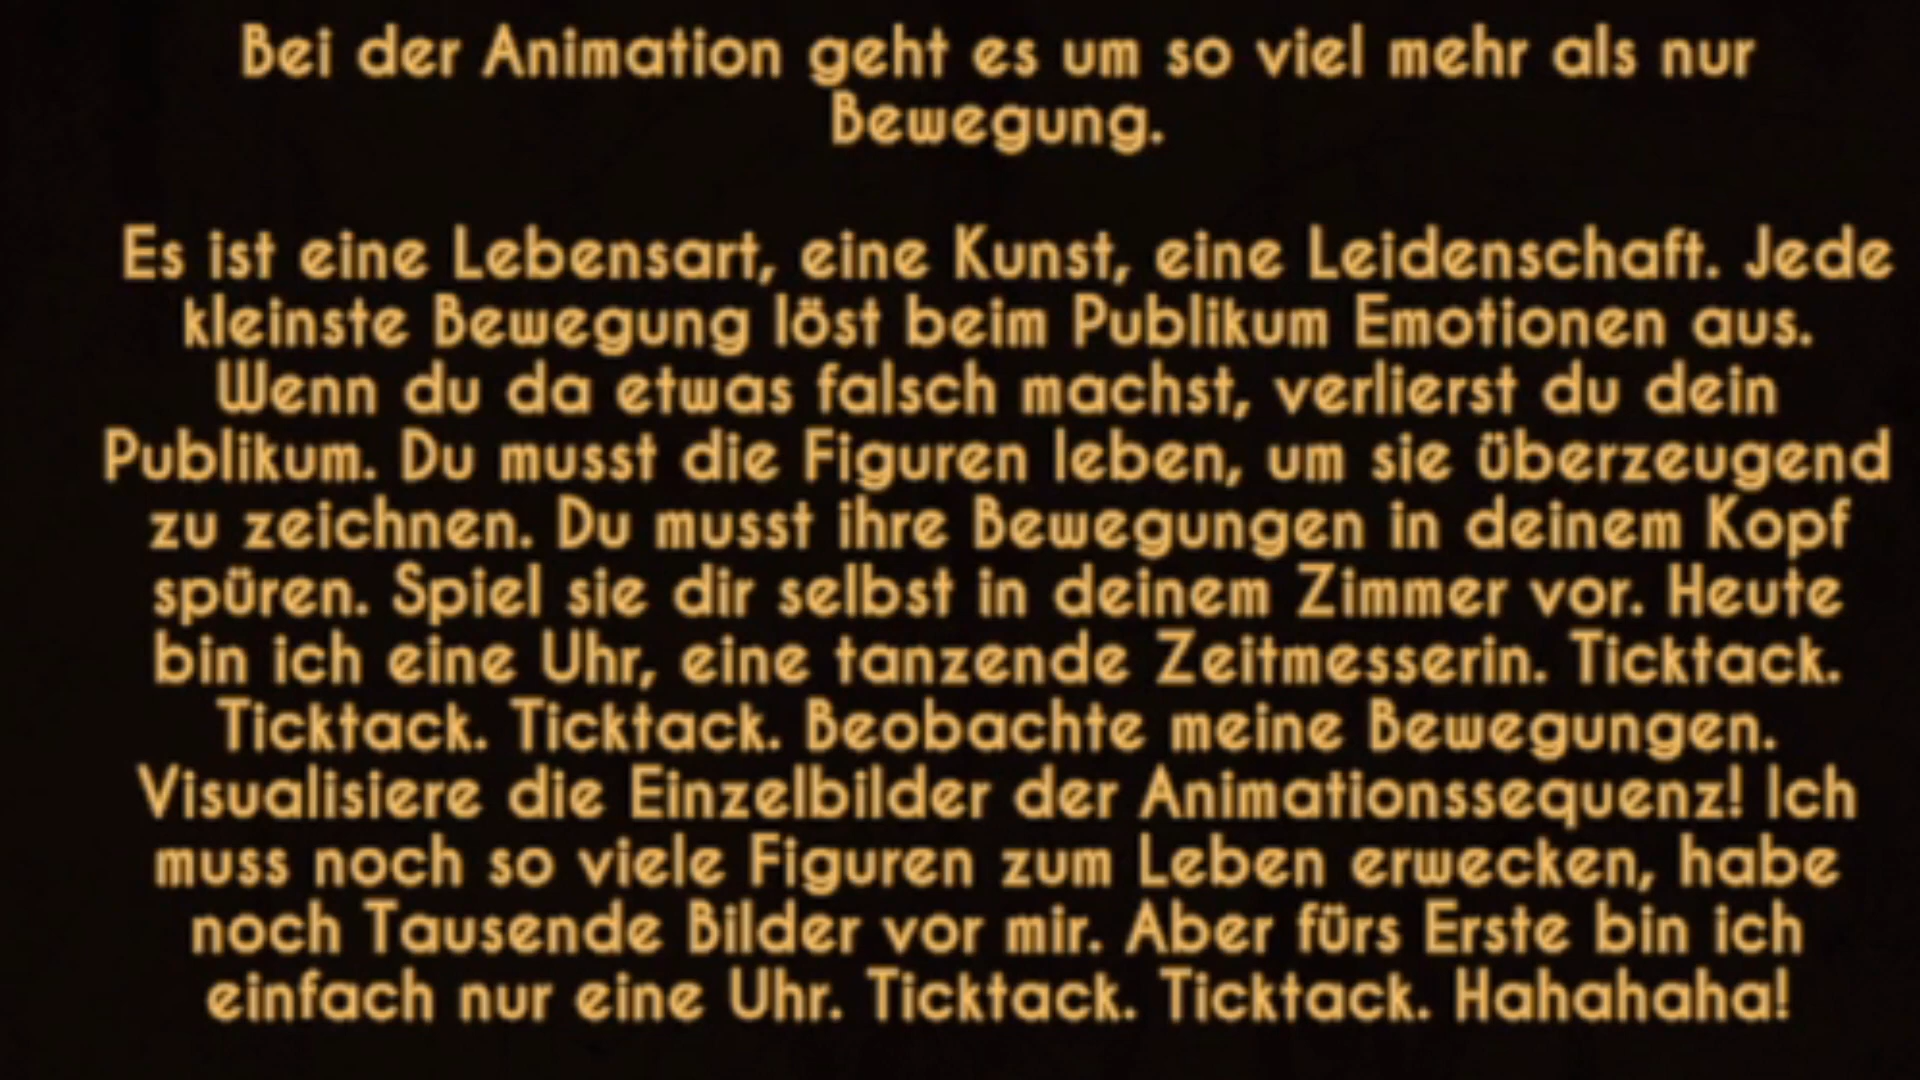 Bei der Animation geht es um so viel mehr als nur
Bewegung.
Es ist eine Lebensart, eine Kunst, eine Leidenschaft. Jede
kleinste Bewegung löst beim Publikum Emotionen aus.
Wenn du da etwas falsch machst, verlierst du dein
Publikum. Du musst die Figuren leben, um sie überzeugend
zu zeichnen. Du musst ihre Bewegungen in deinem Kopf
spüren. Spiel sie dir selbst in deinem Zimmer vor. Heute
bin ich eine Uhr, eine tanzende Zeitmesserin. Ticktack.
Ticktack. Ticktack. Beobachte meine Bewegungen.
Visualisiere die Einzelbilder der Animationssequenz! Ich
muss noch so viele Figuren zum Leben erwecken, habe
noch Tausende Bilder vor mir. Aber fürs Erste bin ich
einfach nur eine Uhr. Ticktack. Ticktack. Hahahaha!